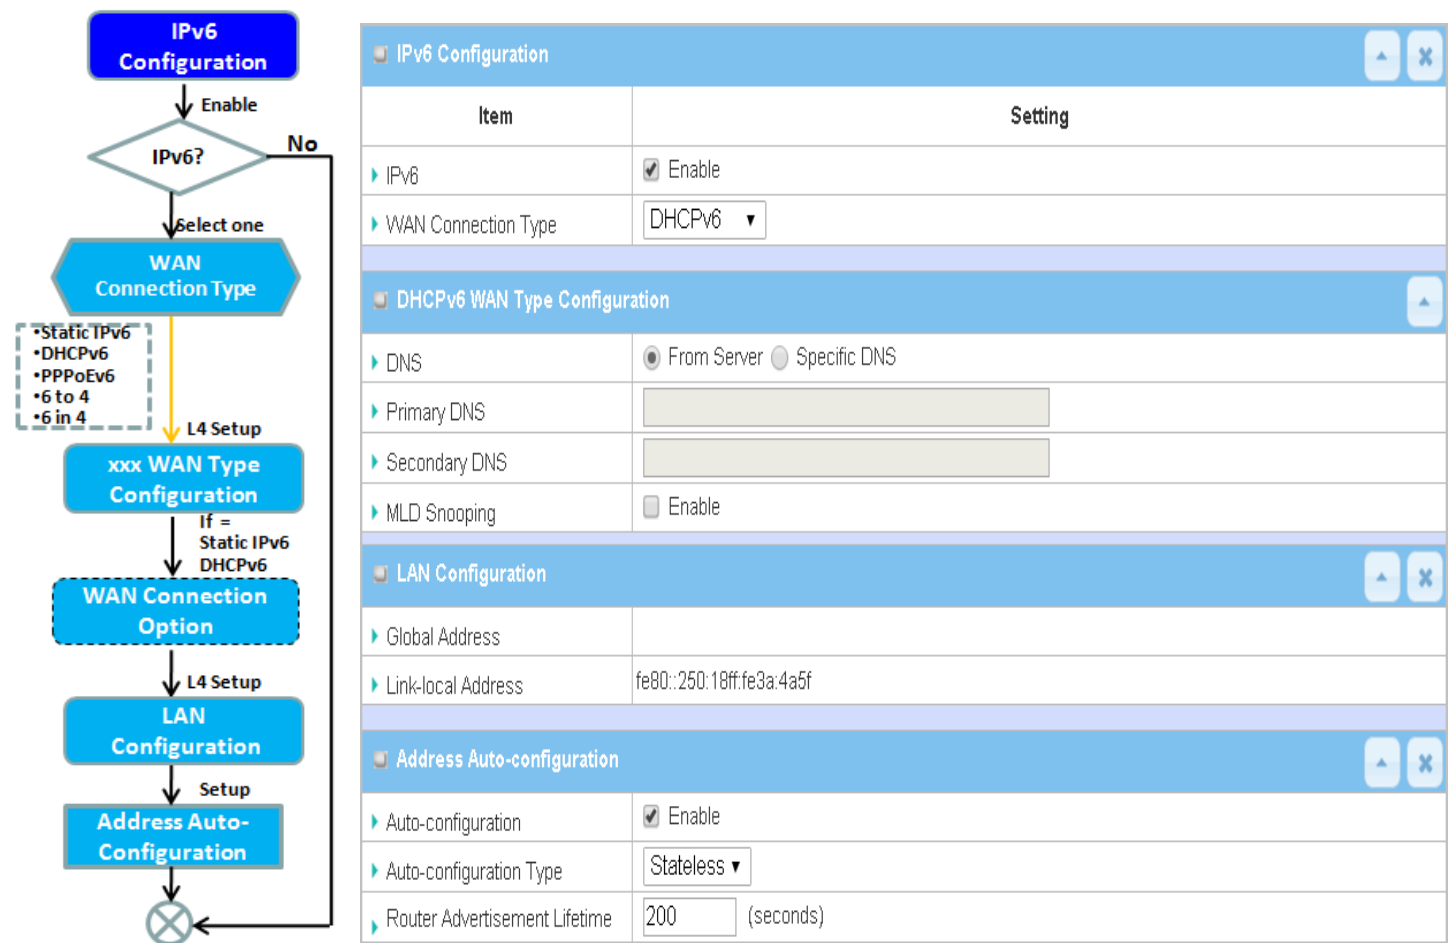 IPv6
Configuration
Enable
IPv6?
No
Select one
WAN
Connection Type
•Static IPv6
•DHCPv6
•PPPoEv6
•6 to 4
•6 in 4
L4 Setup
xxx WAN Type
Configuration
If =
Static IPv6
DHCPv6
WAN Connection
Option
L4 Setup
LAN
Configuration
Setup
Address Auto-
Configuration
IPv6 Configuration
Item Setting
IPv6 Enable
WAN Connection Type DHCPv6
DHCPv6 WAN Type Configuration
DNS From Server Specific DNS
Primary DNS
Secondary DNS
MLD Snooping Enable
LAN Configuration
Global Address
Link-local Address fe80::250:18ff:fe3a:4a5f
Address Auto-configuration
Auto-configuration Enable
Auto-configuration Type Stateless
Router Advertisement Lifetime 200 (seconds)